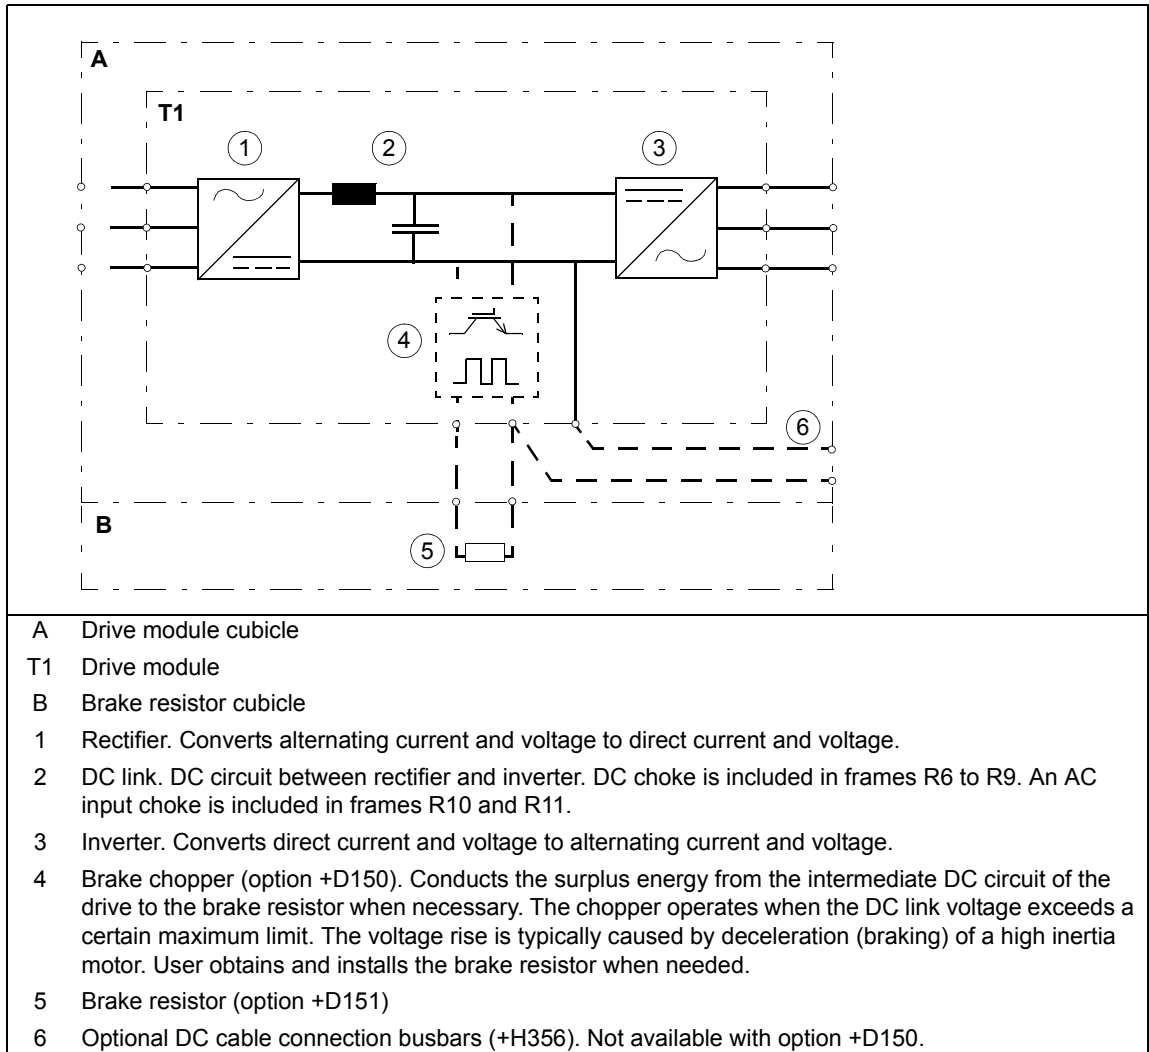 A
T1
1
2
3
4
6
B
5
A Drive module cubicle
T1 Drive module
B Brake resistor cubicle
1 Rectifier. Converts alternating current and voltage to direct current and voltage.
2 DC link. DC circuit between rectifier and inverter. DC choke is included in frames R6 to R9. An AC
input choke is included in frames R10 and R11.
3 Inverter. Converts direct current and voltage to alternating current and voltage.
4 Brake chopper (option +D150). Conducts the surplus energy from the intermediate DC circuit of the
drive to the brake resistor when necessary. The chopper operates when the DC link voltage exceeds a
certain maximum limit. The voltage rise is typically caused by deceleration (braking) of a high inertia
motor. User obtains and installs the brake resistor when needed.
5 Brake resistor (option +D151)
6 Optional DC cable connection busbars (+H356). Not available with option +D150.